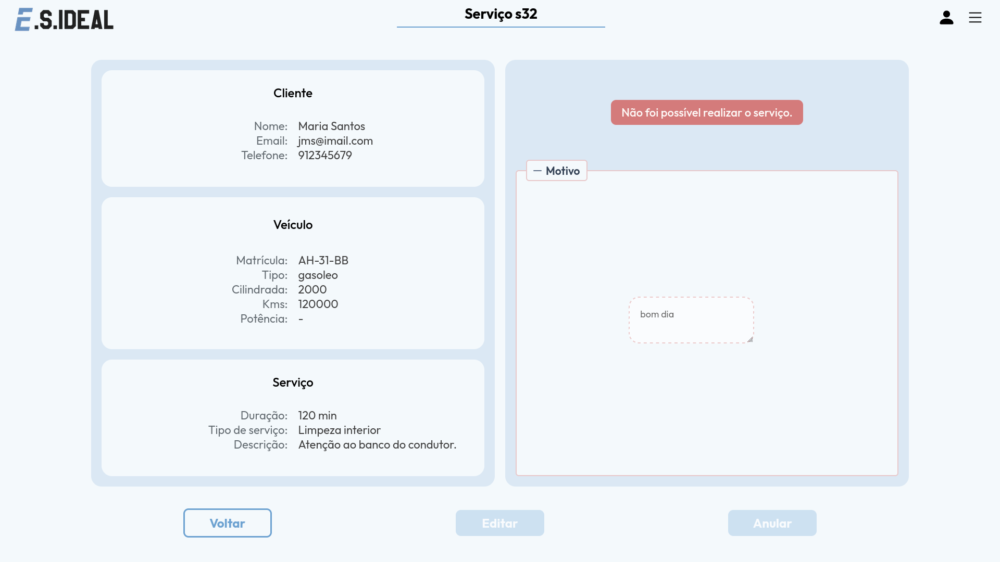 E.S.IDEAL
Serviço s32
Cliente
Nome: Maria Santos
Email: jms@imail.com
Telefone: 912345679
Veículo
Matrícula: AH-31-BB
Tipo: gasoleo
Cilindrada: 2000
Kms: 120000
Potência: -
Serviço
Duração: 120 min
Tipo de serviço: Limpeza interior
Descrição: Atenção ao banco do condutor.
Não foi possível realizar o serviço.
— Motivo
bom dia
Voltar
Editar
Anular